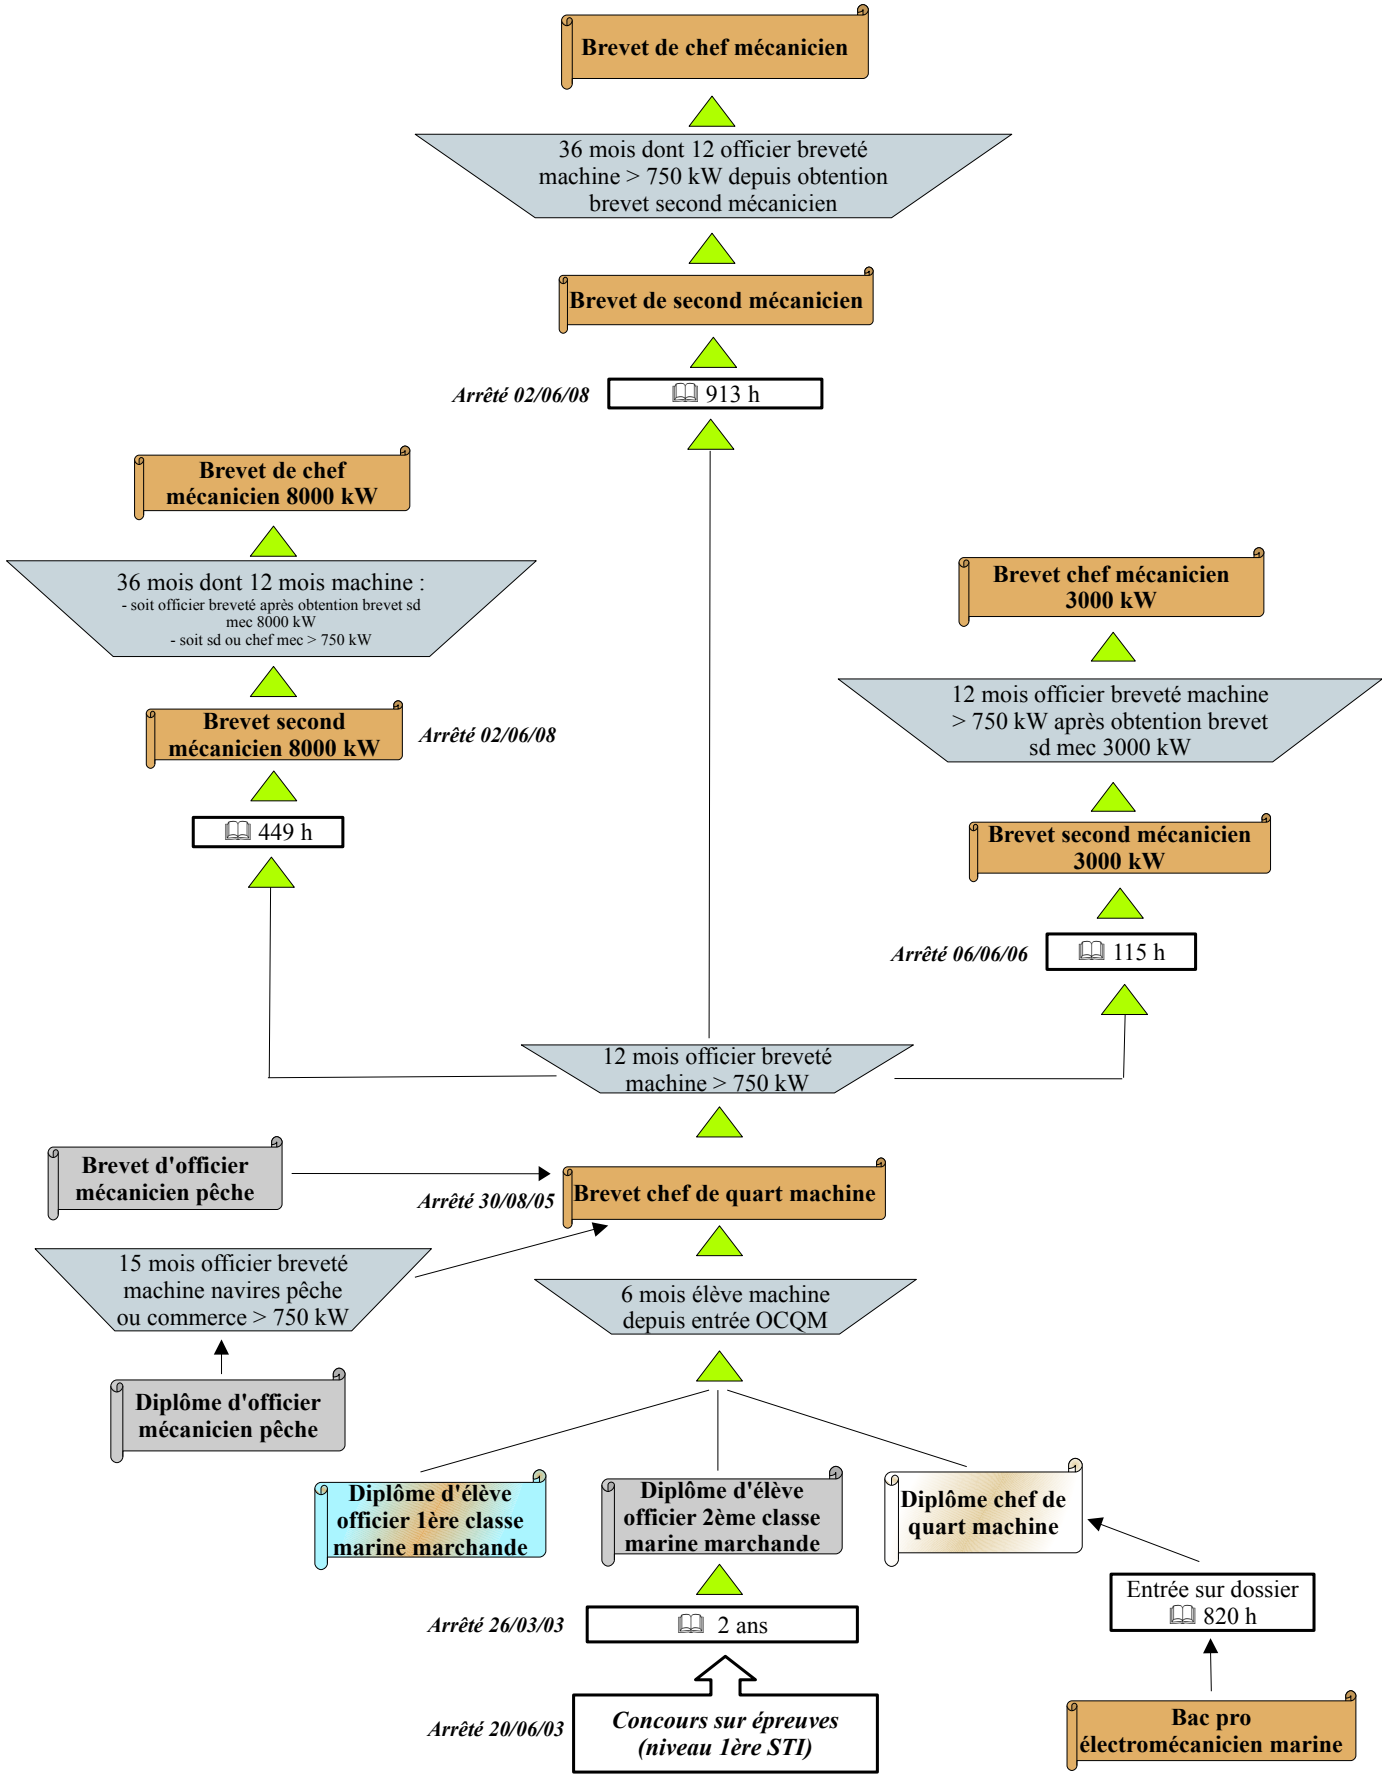 Brevet de chef mécanicien
36 mois dont 12 officier breveté
machine > 750 kW depuis obtention
brevet second mécanicien
Brevet de second mécanicien
Arrêté 02/06/08
913 h
Brevet de chef
mécanicien 8000 kW
36 mois dont 12 mois machine :
- soit officier breveté après obtention brevet sd
mec 8000 kW
- soit sd ou chef mec > 750 kW
Brevet second
mécanicien 8000 kW
Arrêté 02/06/08
449 h
Brevet chef mécanicien
3000 kW
12 mois officier breveté machine
> 750 kW après obtention brevet
sd mec 3000 kW
Brevet second mécanicien
3000 kW
Arrêté 06/06/06
115 h
12 mois officier breveté
machine > 750 kW
Brevet d'officier
mécanicien pêche
Arrêté 30/08/05
Brevet chef de quart machine
15 mois officier breveté
machine navires pêche
ou commerce > 750 kW
6 mois élève machine
depuis entrée OCQM
Diplôme d'officier
mécanicien pêche
Diplôme d'élève
officier 1ère classe
marine marchande
Diplôme d'élève
officier 2ème classe
marine marchande
Diplôme chef de
quart machine
Arrêté 26/03/03
2 ans
Entrée sur dossier
820 h
Arrêté 20/06/03
Concours sur épreuves
(niveau 1ère STI)
Bac pro
électromécanicien marine